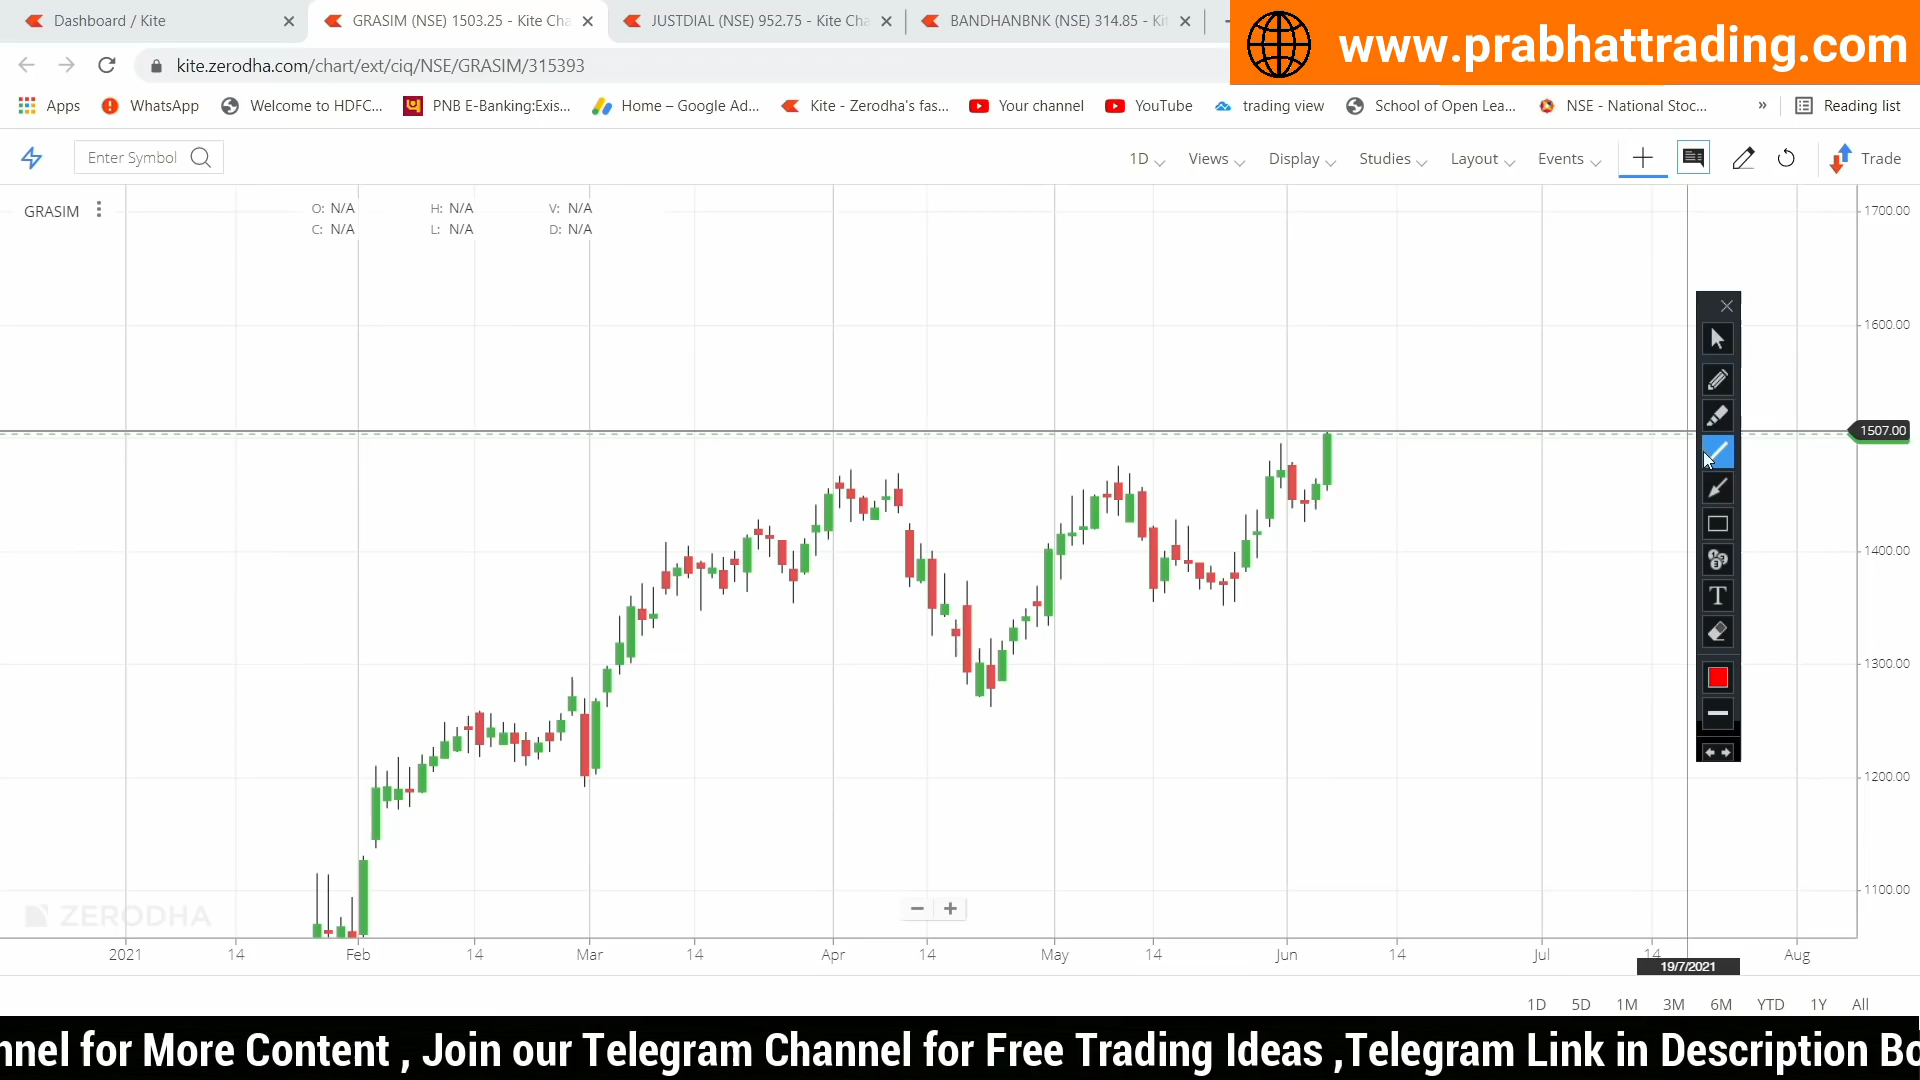 Dashboard / Kite
GRASIM (NSE) 1503.25 - Kite Cha
JUSTDIAL (NSE) 952.75 - Kite Cha
BANDHANBNK (NSE) 314.85 - Kit
www.prabhattrading.com
kite.zerodha.com/chart/ext/ciq/NSE/GRASIM/315393
Apps
WhatsApp
Welcome to HDFC...
PNB E-Banking:Exis...
Home – Google Ad...
Kite - Zerodha's fas...
Your channel
YouTube
trading view
School of Open Lea...
NSE - National Stoc...
»
Reading list
Enter Symbol
1D
Views
Display
Studies
Layout
Events
Trade
GRASIM
O: N/A H: N/A V: N/A
C: N/A L: N/A D: N/A
1700.00
1600.00
1507.00
1400.00
1300.00
1200.00
1100.00
T
ZERODHA
2021 14 Feb 14 Mar 14 Apr 14 May 14 Jun 14 Jul 14 Aug
19/7/2021
1D 5D 1M 3M 6M YTD 1Y All
nnel for More Content , Join our Telegram Channel for Free Trading Ideas ,Telegram Link in Description Bo